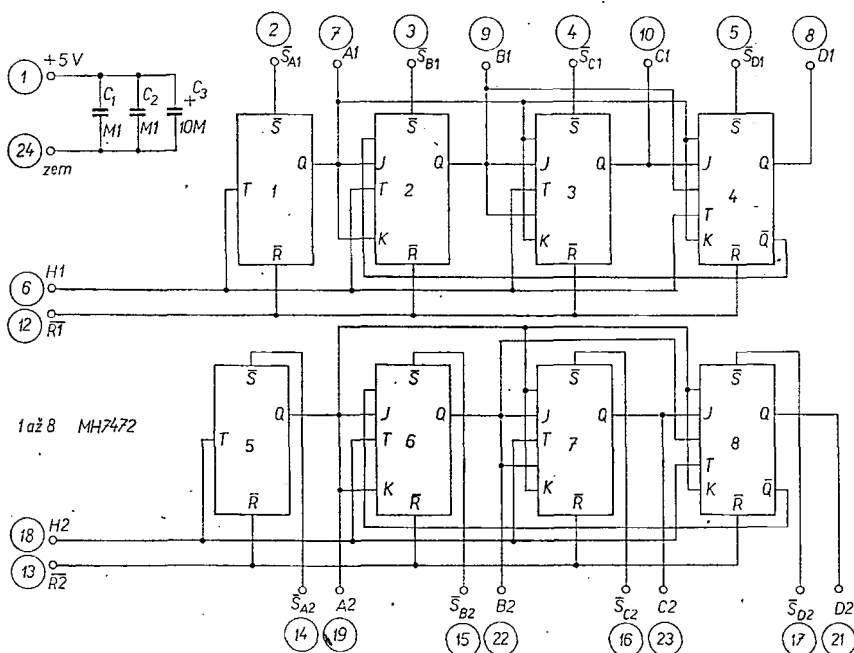 2 7 3 9 4 10 5 8
S̅A1 A1 S̅B1 B1 S̅C1 C1 S̅D1 D1
1 +5 V
C1 C2 + C3
M1 M1 10M
24 zem
S̅ S̅ S̅ S̅
Q J Q J Q J Q
T 1 T 2 T 3 T 4
K K K Q̅
R̅ R̅ R̅ R̅
6 H1
12 R̅1̅
S̅ S̅ S̅ S̅
Q J Q J Q J Q
1 až 8 MH7472
T 5 T 6 T 7 T 8
K K K Q̅
R̅ R̅ R̅ R̅
18 H2
13 R̅2̅
S̅A2 A2 S̅B2 B2 S̅C2 C2 S̅D2 D2
14 19 15 22 16 23 17 21